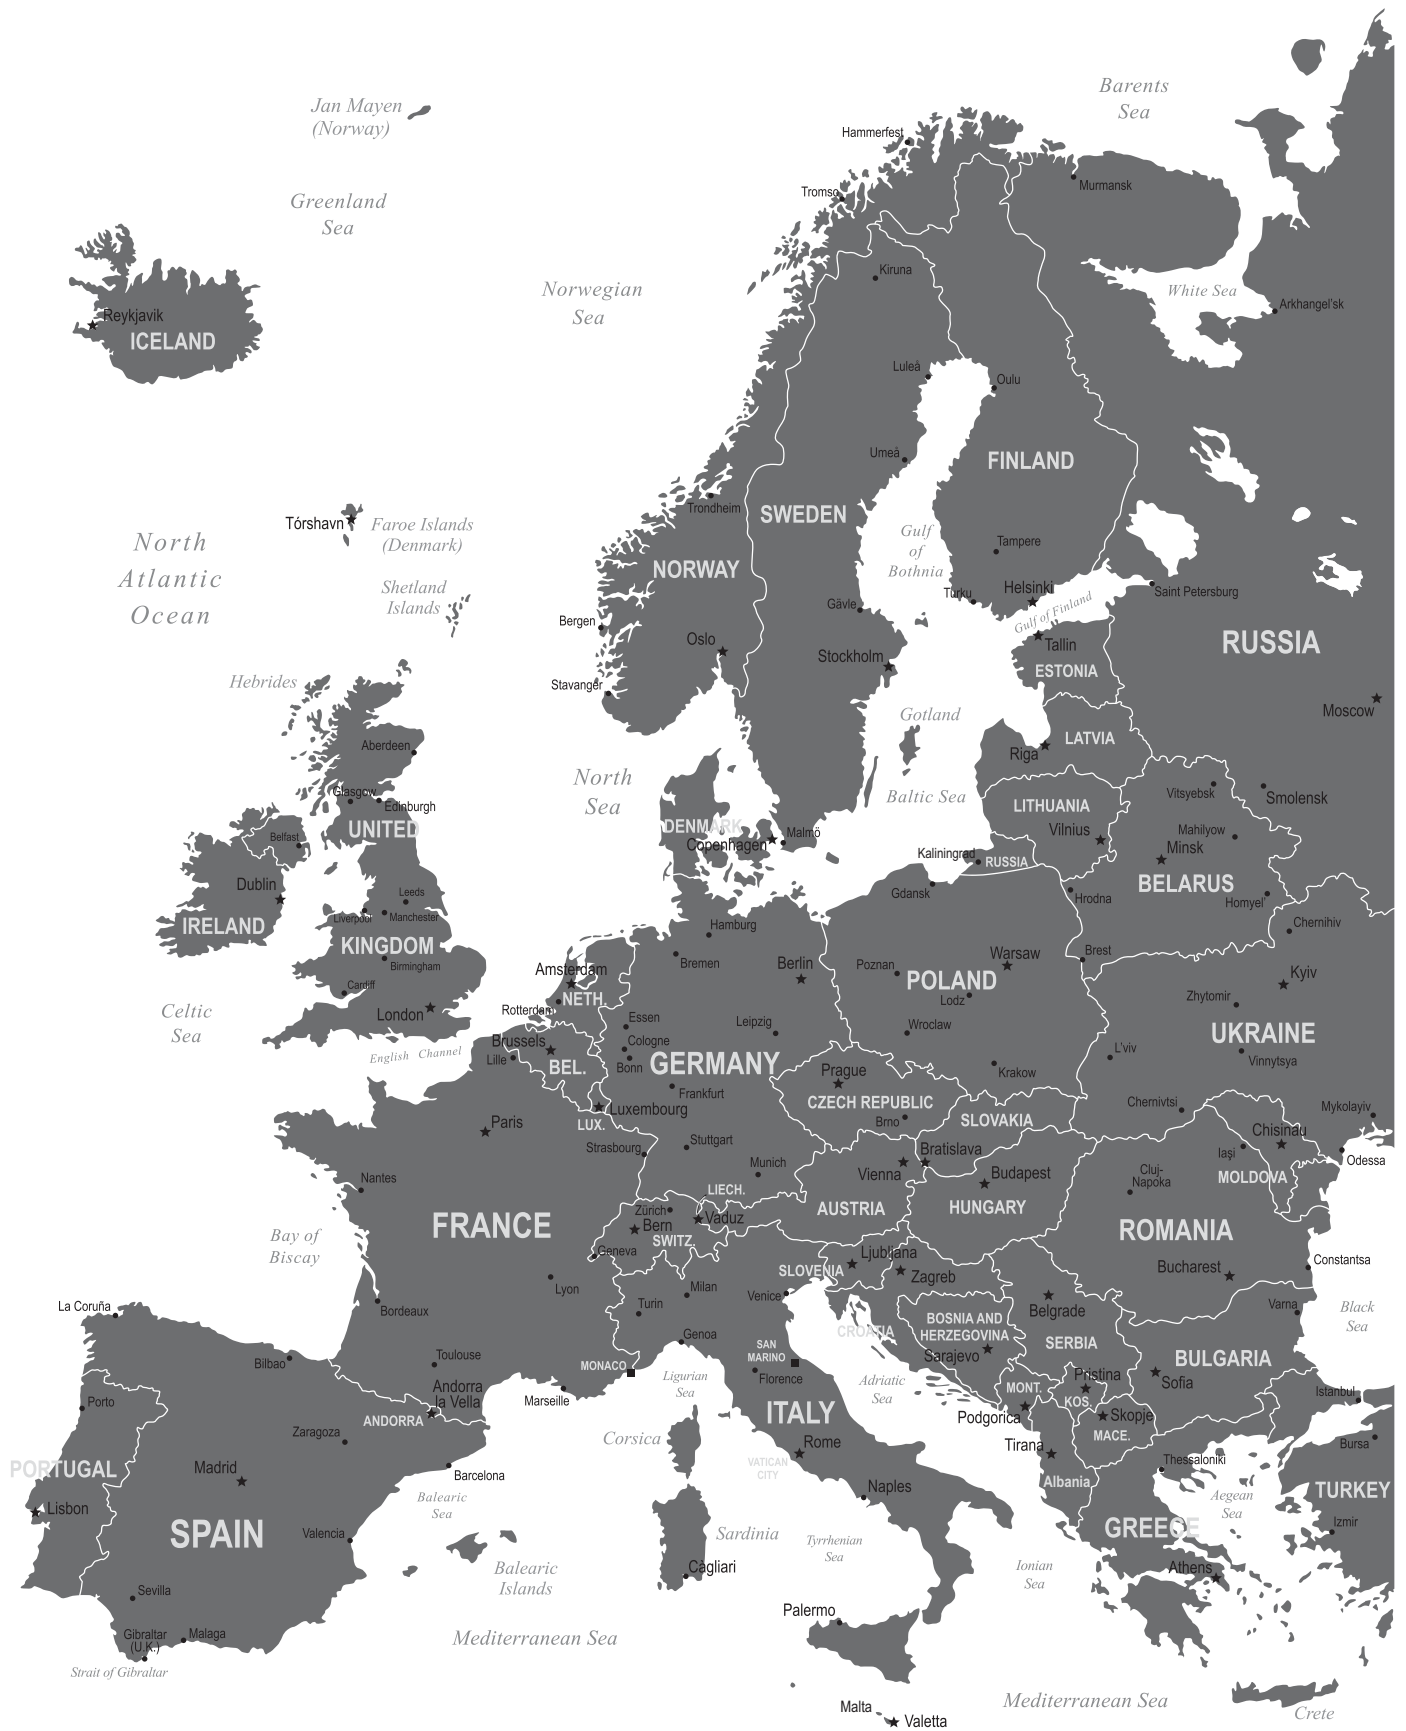 Barents
Sea
Jan Mayen
(Norway)
Hammerfest
Murmansk
Tromso
Greenland
Sea
Kiruna
Norwegian
Sea
White Sea
Arkhangel'sk
Reykjavik
ICELAND
Luleå
Oulu
Umeå
FINLAND
Trondheim
SWEDEN
Tórshavn
Faroe Islands
(Denmark)
Gulf
of
Bothnia
Tampere
North
Atlantic
Ocean
NORWAY
Shetland
Islands
Helsinki
Turku
Saint Petersburg
Gävle
Gulf of Finland
Bergen
Oslo
Tallin
RUSSIA
Stockholm
ESTONIA
Hebrides
Stavanger
Moscow
Gotland
Aberdeen
Riga
LATVIA
North
Sea
Baltic Sea
Glasgow
Edinburgh
LITHUANIA
Vitsyebsk
Smolensk
UNITED
DENMARK
Malmö
Vilnius
Mahilyow
Belfast
Copenhagen
Kaliningrad
RUSSIA
Minsk
Dublin
Leeds
Gdansk
BELARUS
Hrodna
Homyel'
Liverpool
Manchester
IRELAND
Hamburg
Chernihiv
KINGDOM
Birmingham
Bremen
Warsaw
Brest
Amsterdam
Berlin
Poznan
POLAND
Kyiv
Cardiff
NETH.
Lodz
Zhytomir
Celtic
Sea
London
Rotterdam
Essen
Leipzig
Wroclaw
UKRAINE
English Channel
Brussels
Cologne
L'viv
Lille
BEL.
Bonn
GERMANY
Vinnytsya
Prague
Krakow
Frankfurt
CZECH REPUBLIC
Chernivtsi
Mykolayiv
Luxembourg
LUX.
Paris
Brno
SLOVAKIA
Chisinau
Strasbourg
Stuttgart
Bratislava
Iaşi
Odessa
Munich
Vienna
Budapest
Cluj-
Napoka
MOLDOVA
Nantes
LIECH.
AUSTRIA
HUNGARY
Zürich
Vaduz
Bern
FRANCE
SWITZ.
ROMANIA
Bay of
Biscay
Geneva
Ljubljana
SLOVENIA
Zagreb
Bucharest
Constantsa
Lyon
Milan
Venice
La Coruña
Bordeaux
Turin
Belgrade
Varna
Black
Sea
BOSNIA AND
HERZEGOVINA
CROATIA
Genoa
SAN
MARINO
Sarajevo
SERBIA
BULGARIA
Bilbao
Toulouse
MONACO
Florence
Pristina
Sofia
Ligurian
Sea
Adriatic
Sea
MONT.
KOS.
Istanbul
Andorra
la Vella
Marseille
Porto
ANDORRA
ITALY
Podgorica
Skopje
MACE.
Zaragoza
Corsica
Rome
Tirana
Bursa
PORTUGAL
Madrid
Barcelona
VATICAN
CITY
Thessaloniki
Albania
Naples
TURKEY
Lisbon
Balearic
Sea
Aegean
Sea
SPAIN
Valencia
Sardinia
Tyrrhenian
Sea
GREECE
Izmir
Balearic
Islands
Càgliari
Ionian
Sea
Athens
Sevilla
Palermo
Gibraltar
(U.K.)
Malaga
Mediterranean Sea
Strait of Gibraltar
Mediterranean Sea
Crete
Malta
Valetta